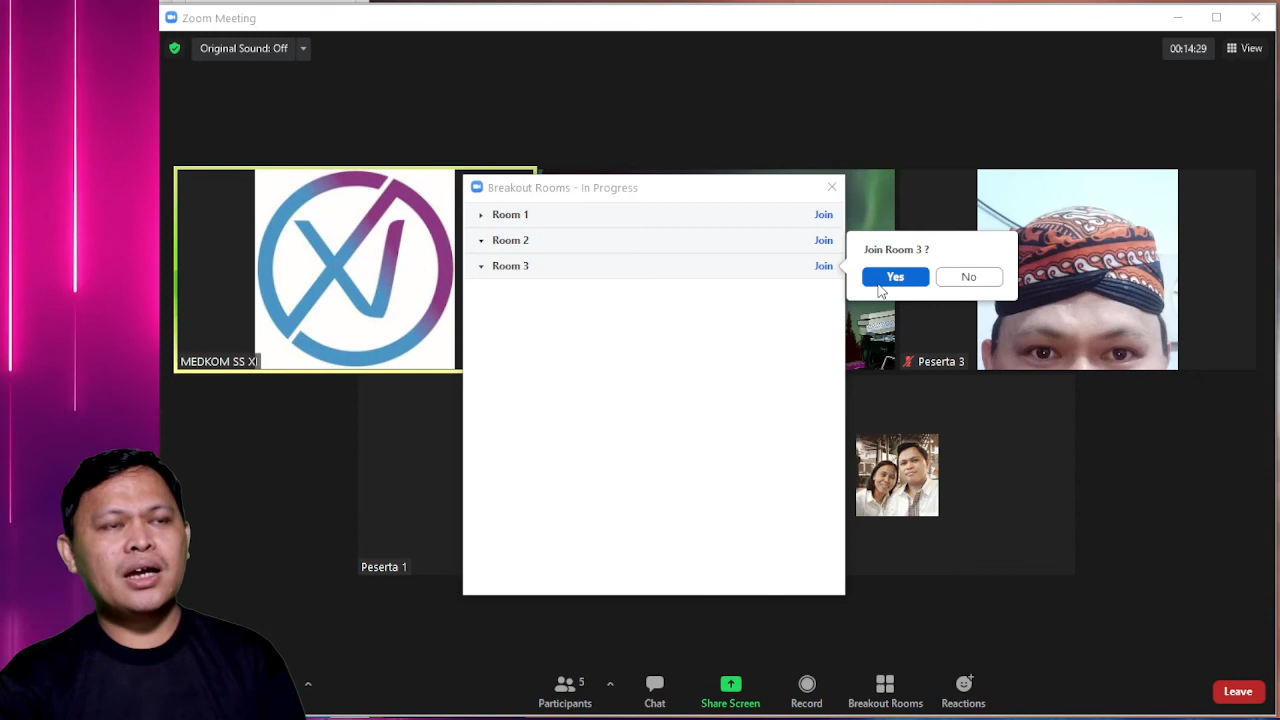 Zoom Meeting
Original Sound: Off
00:14:29
View
Breakout Rooms - In Progress
Room 1
Join
Room 2
Join
Join Room 3 ?
Room 3
Join
Yes
No
XI
MEDKOM SS XI
Peserta 3
Peserta 1
5
Participants
Chat
Share Screen
Record
Breakout Rooms
Reactions
Leave